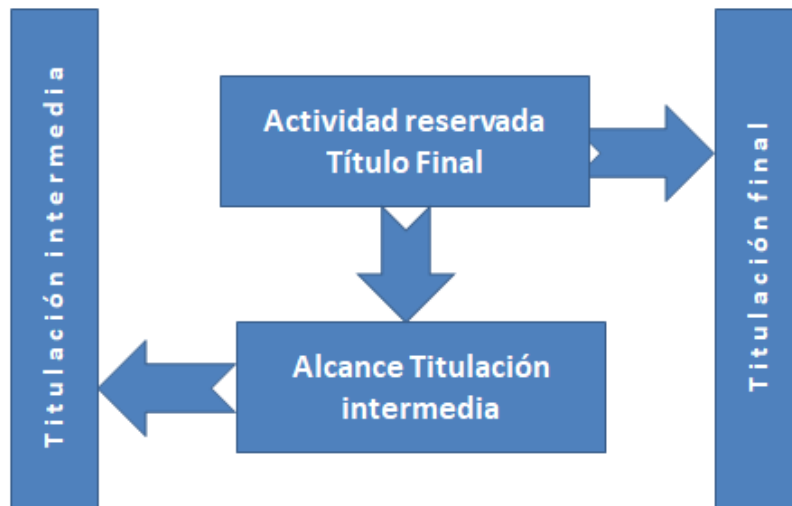 Titulación intermedia
Actividad reservada
Título Final
Alcance Titulación
intermedia
Titulación final